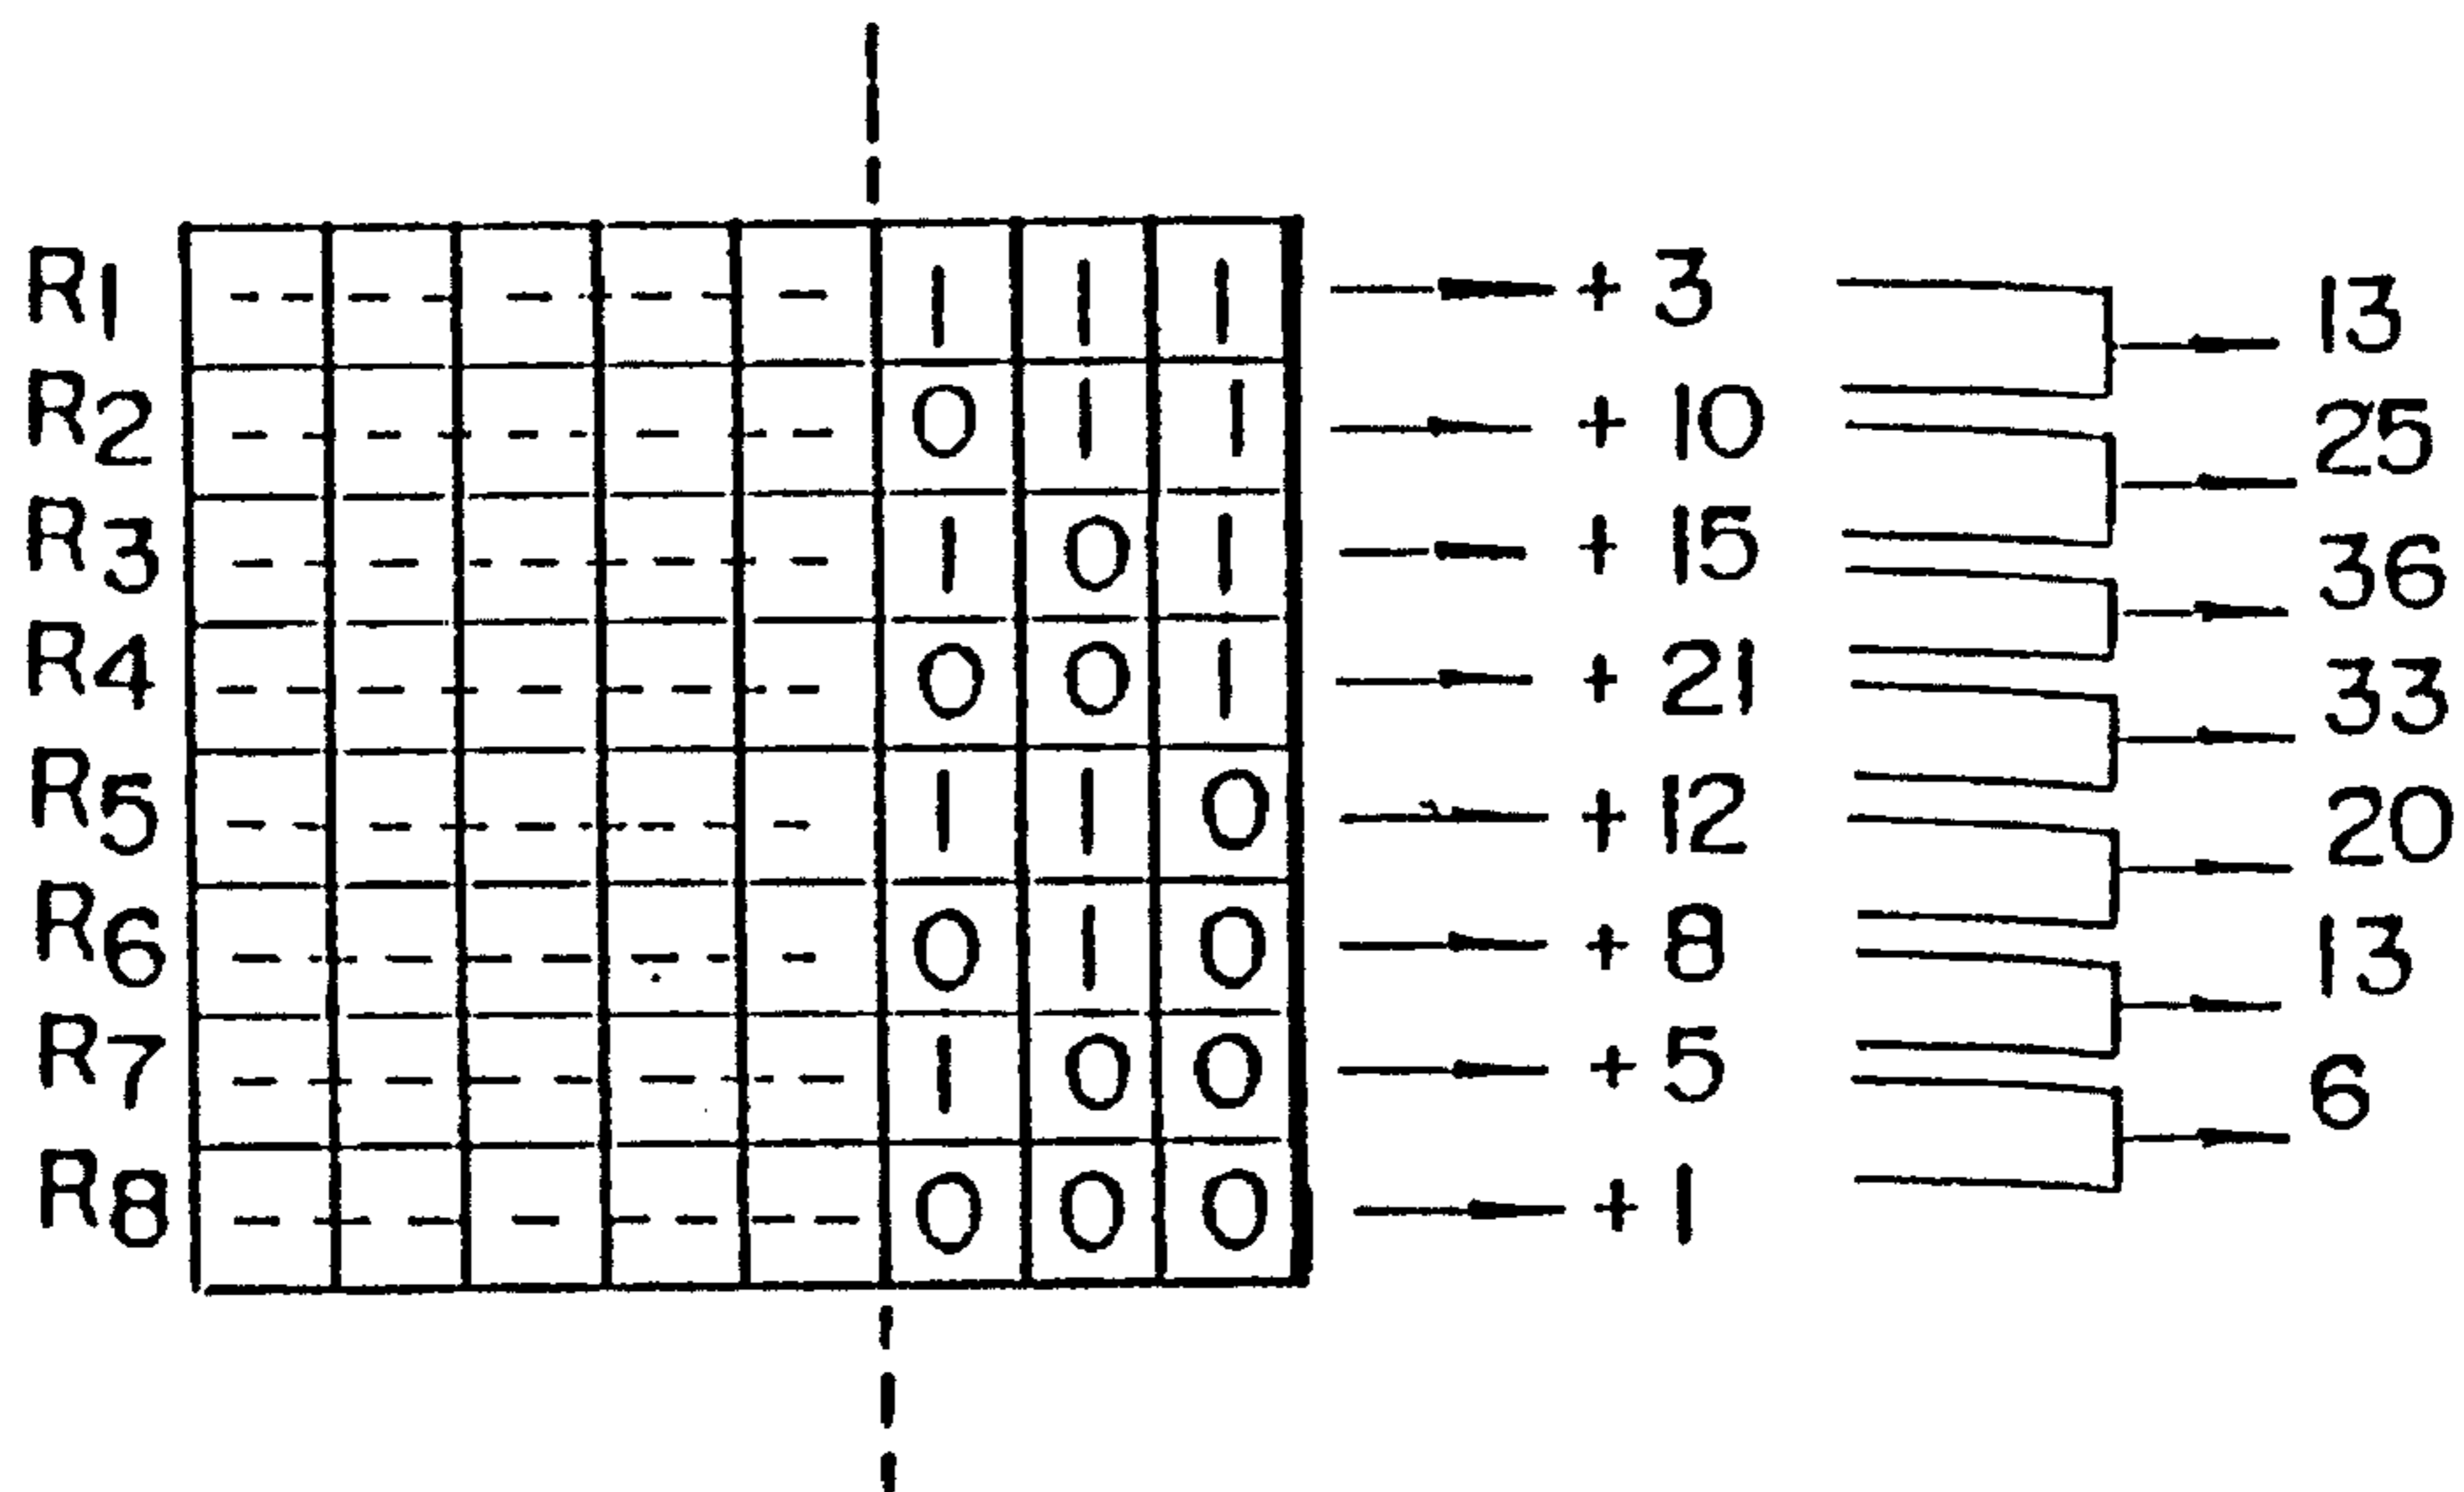 R1 1 1 1 + 3 13
R2 0 1 1 + 10 25
R3 1 0 1 + 15 36
R4 0 0 1 + 21 33
R5 1 1 0 + 12 20
R6 0 1 0 + 8 13
R7 1 0 0 + 5 6
R8 0 0 0 + 1